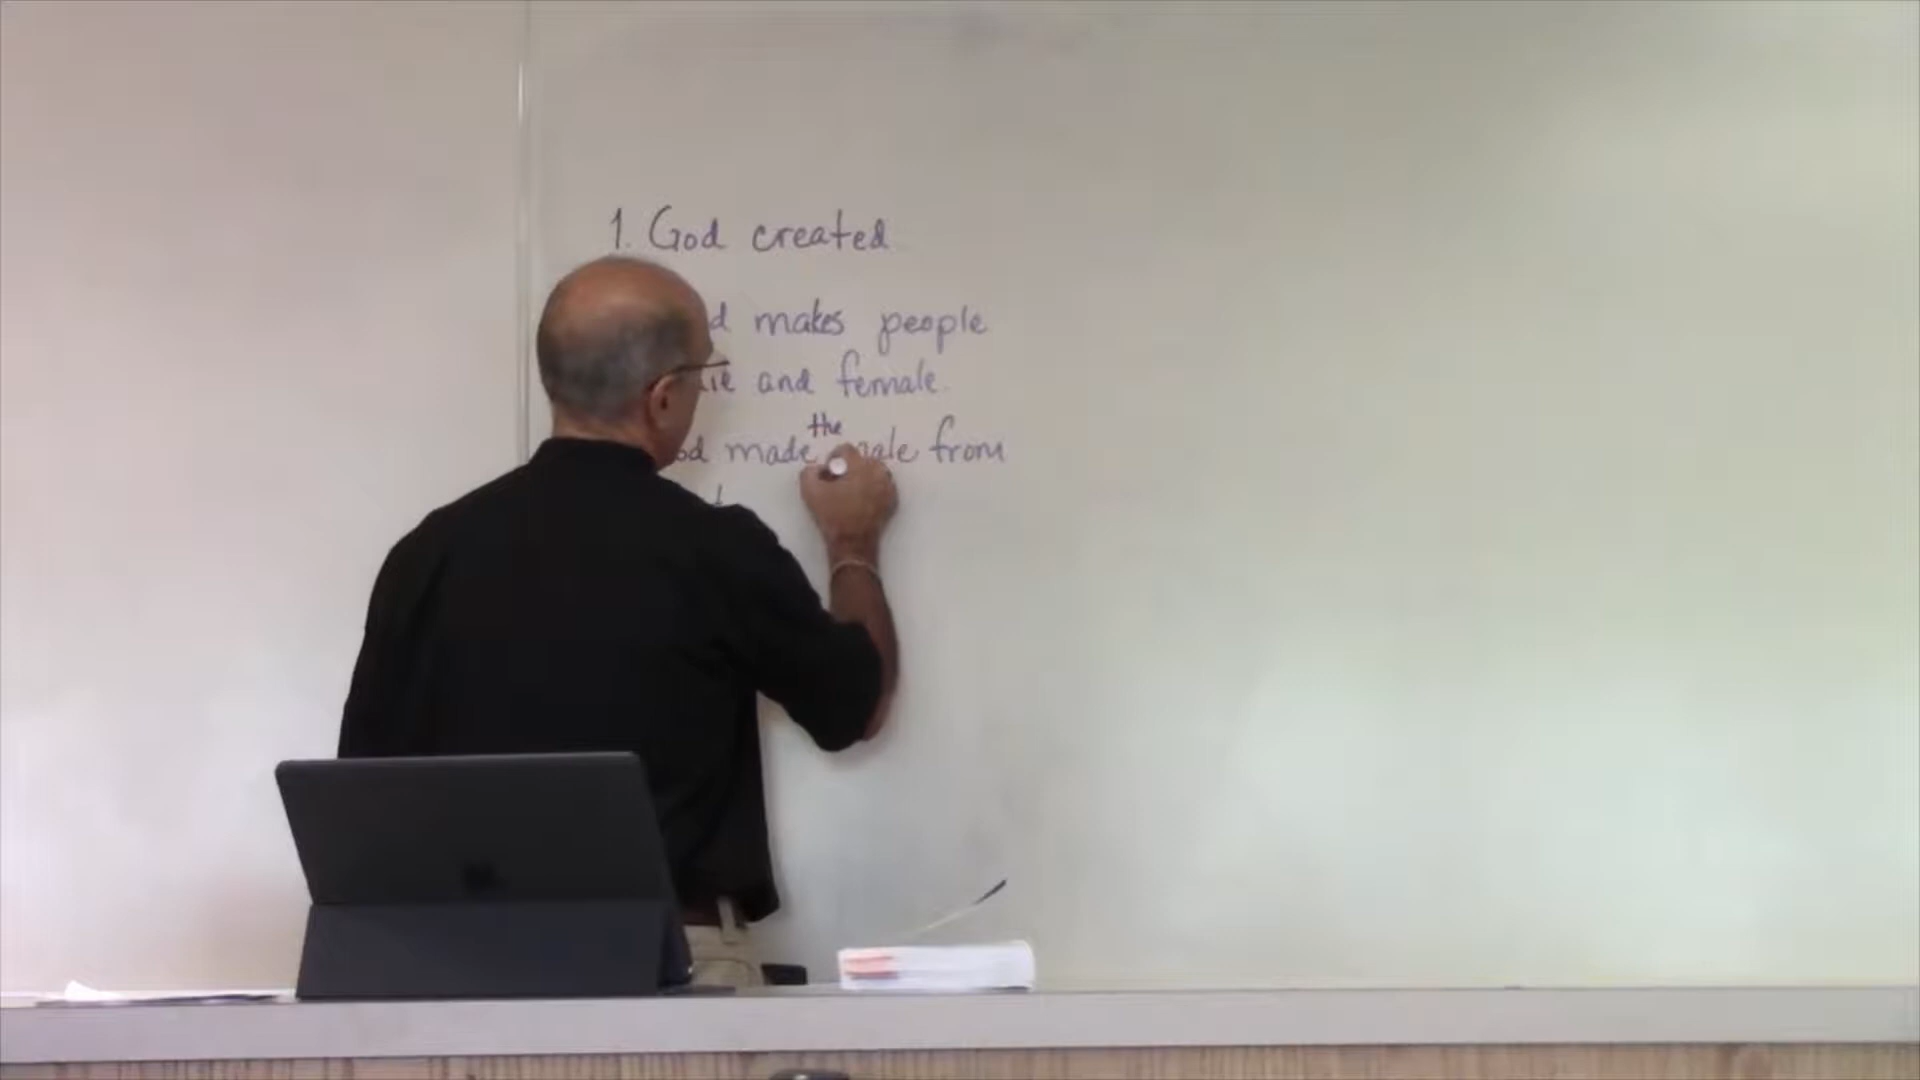 1. God created
makes people
and female
the
made male from